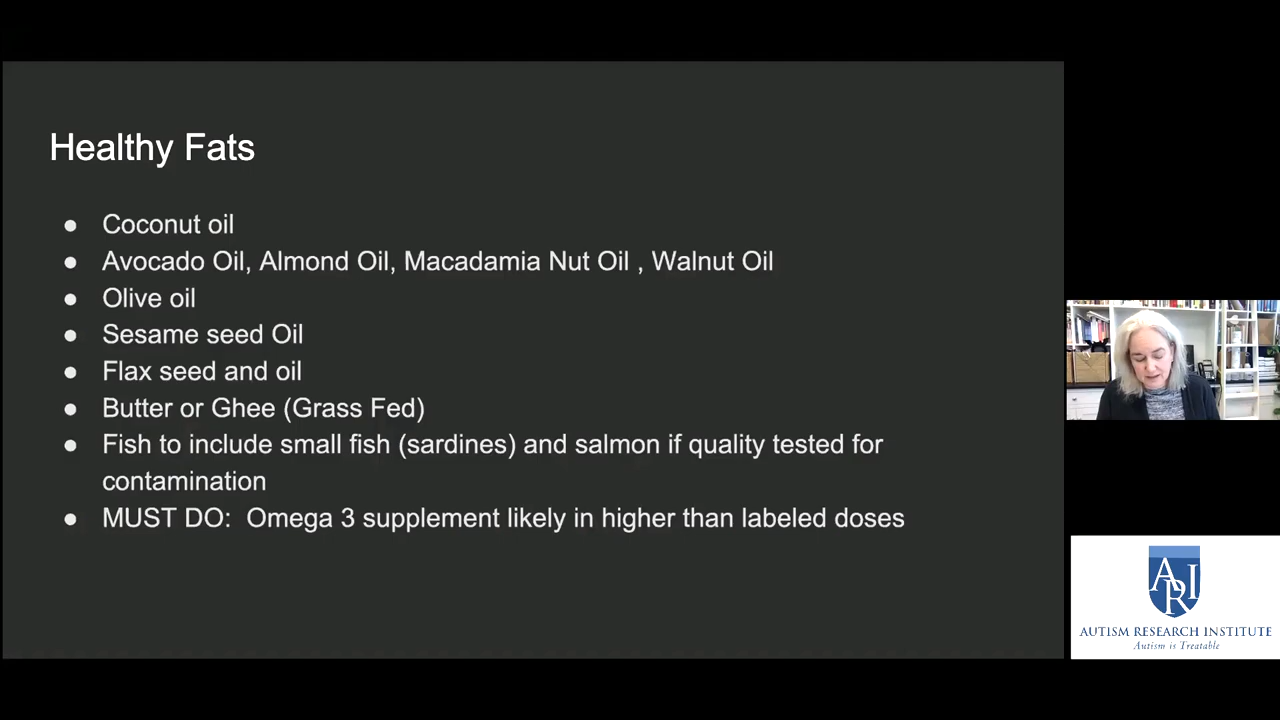 Healthy Fats
● Coconut oil
● Avocado Oil, Almond Oil, Macadamia Nut Oil , Walnut Oil
● Olive oil
● Sesame seed Oil
● Flax seed and oil
● Butter or Ghee (Grass Fed)
● Fish to include small fish (sardines) and salmon if quality tested for
contamination
● MUST DO:  Omega 3 supplement likely in higher than labeled doses
ARI
AUTISM RESEARCH INSTITUTE
Autism is Treatable